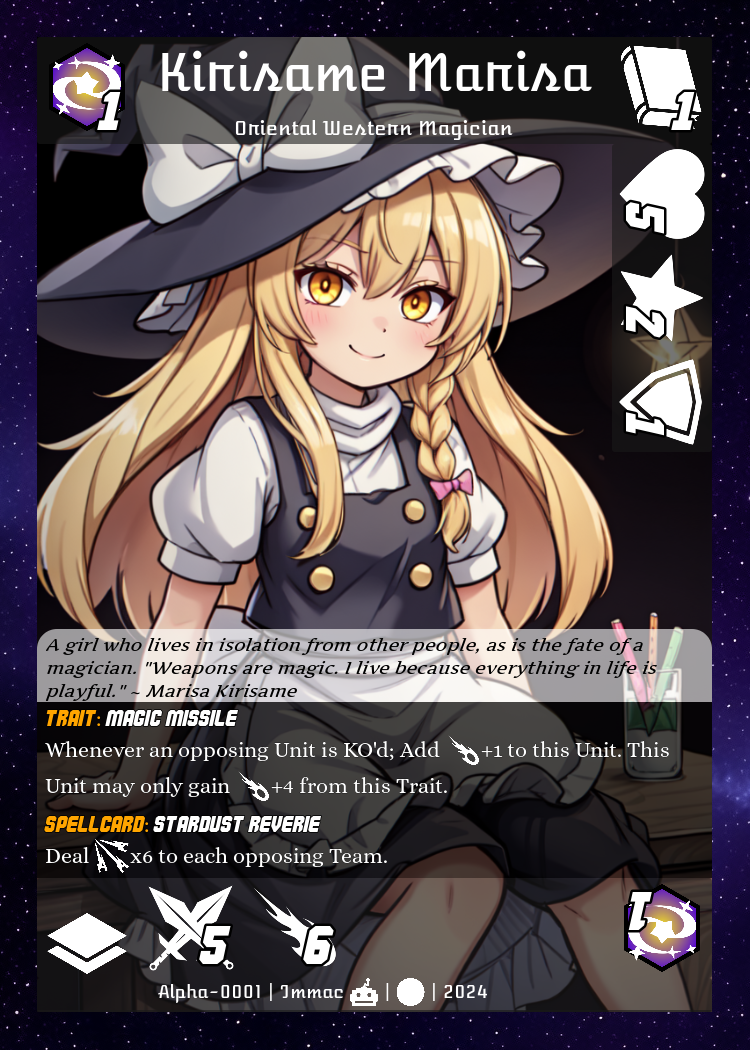 1
Kirisame Marisa
1
Oriental Western Magician
5
2
1
A girl who lives in isolation from other people, as is the fate of a
magician. "Weapons are magic. I live because everything in life is
playful." ~ Marisa Kirisame
TRAIT: MAGIC MISSILE
Whenever an opposing Unit is KO'd; Add +1 to this Unit. This
Unit may only gain +4 from this Trait.
SPELLCARD: STARDUST REVERIE
Deal x6 to each opposing Team.
5
6
1
Alpha-0001 | Immac | | 2024